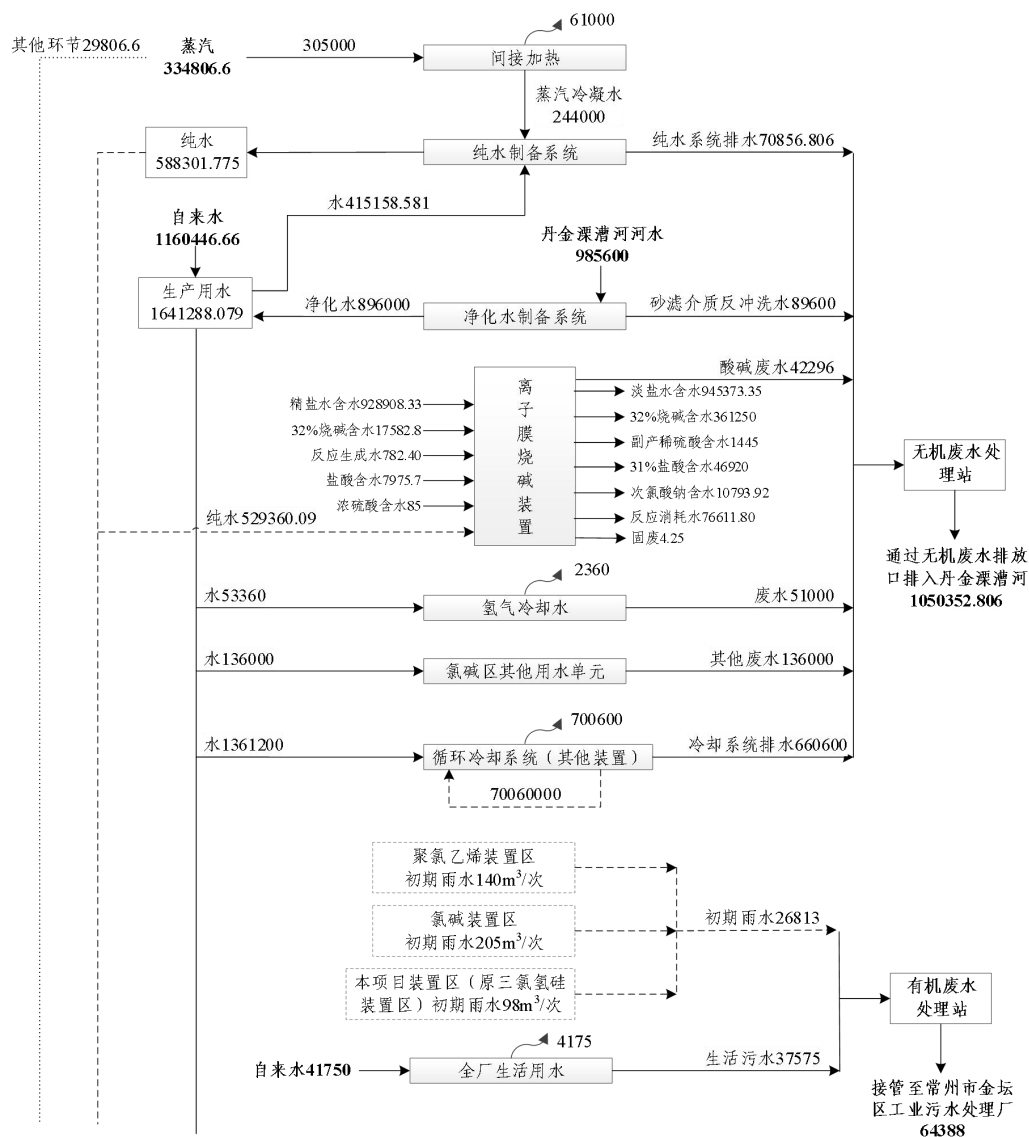 61000
其他环节29806.6
蒸汽
334806.6
305000
间接加热
蒸汽冷凝水
244000
纯水
588301.775
纯水制备系统
纯水系统排水70856.806
水415158.581
自来水
1160446.66
丹金溧漕河河水
985600
生产用水
1641288.079
净化水896000
净化水制备系统
砂滤介质反冲洗水89600
酸碱废水42296
离子膜烧碱装置
精盐水含水928908.33
32%烧碱含水17582.8
反应生成水782.40
盐酸含水7975.7
浓硫酸含水85
纯水529360.09
淡盐水含水945373.35
32%烧碱含水361250
副产稀硫酸含水1445
31%盐酸含水46920
次氯酸钠含水10793.92
反应消耗水76611.80
固废4.25
无机废水处
理站
通过无机废水排放
口排入丹金溧漕河
1050352.806
2360
水53360
氢气冷却水
废水51000
水136000
氯碱区其他用水单元
其他废水136000
700600
水1361200
循环冷却系统（其他装置）
冷却系统排水660600
70060000
聚氯乙烯装置区
初期雨水140m³/次
氯碱装置区
初期雨水205m³/次
初期雨水26813
本项目装置区（原三氯氢硅
装置区）初期雨水98m³/次
有机废水
处理站
4175
自来水41750
全厂生活用水
生活污水37575
接管至常州市金坛
区工业污水处理厂
64388